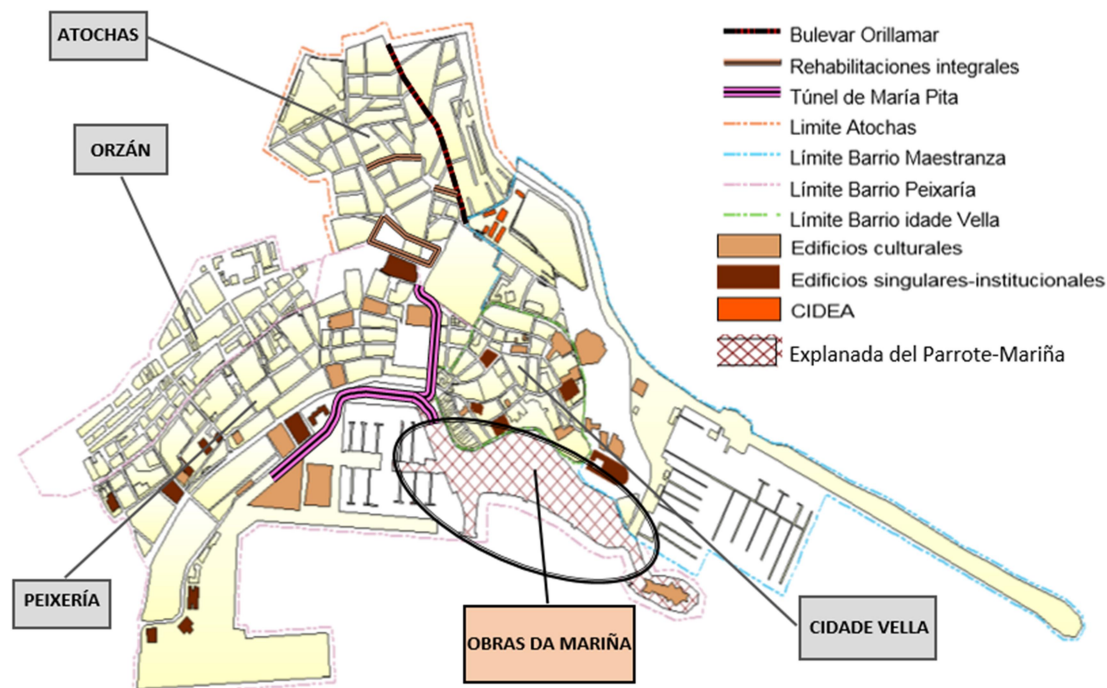 ATOCHAS
ORZÁN
PEIXERÍA
OBRAS DA MARIÑA
CIDADE VELLA
Bulevar Orillamar
Rehabilitaciones integrales
Túnel de María Pita
Limite Atochas
Límite Barrio Maestranza
Límite Barrio Peixaría
Límite Barrio idade Vella
Edificios culturales
Edificios singulares-institucionales
CIDEA
Explanada del Parrote-Mariña